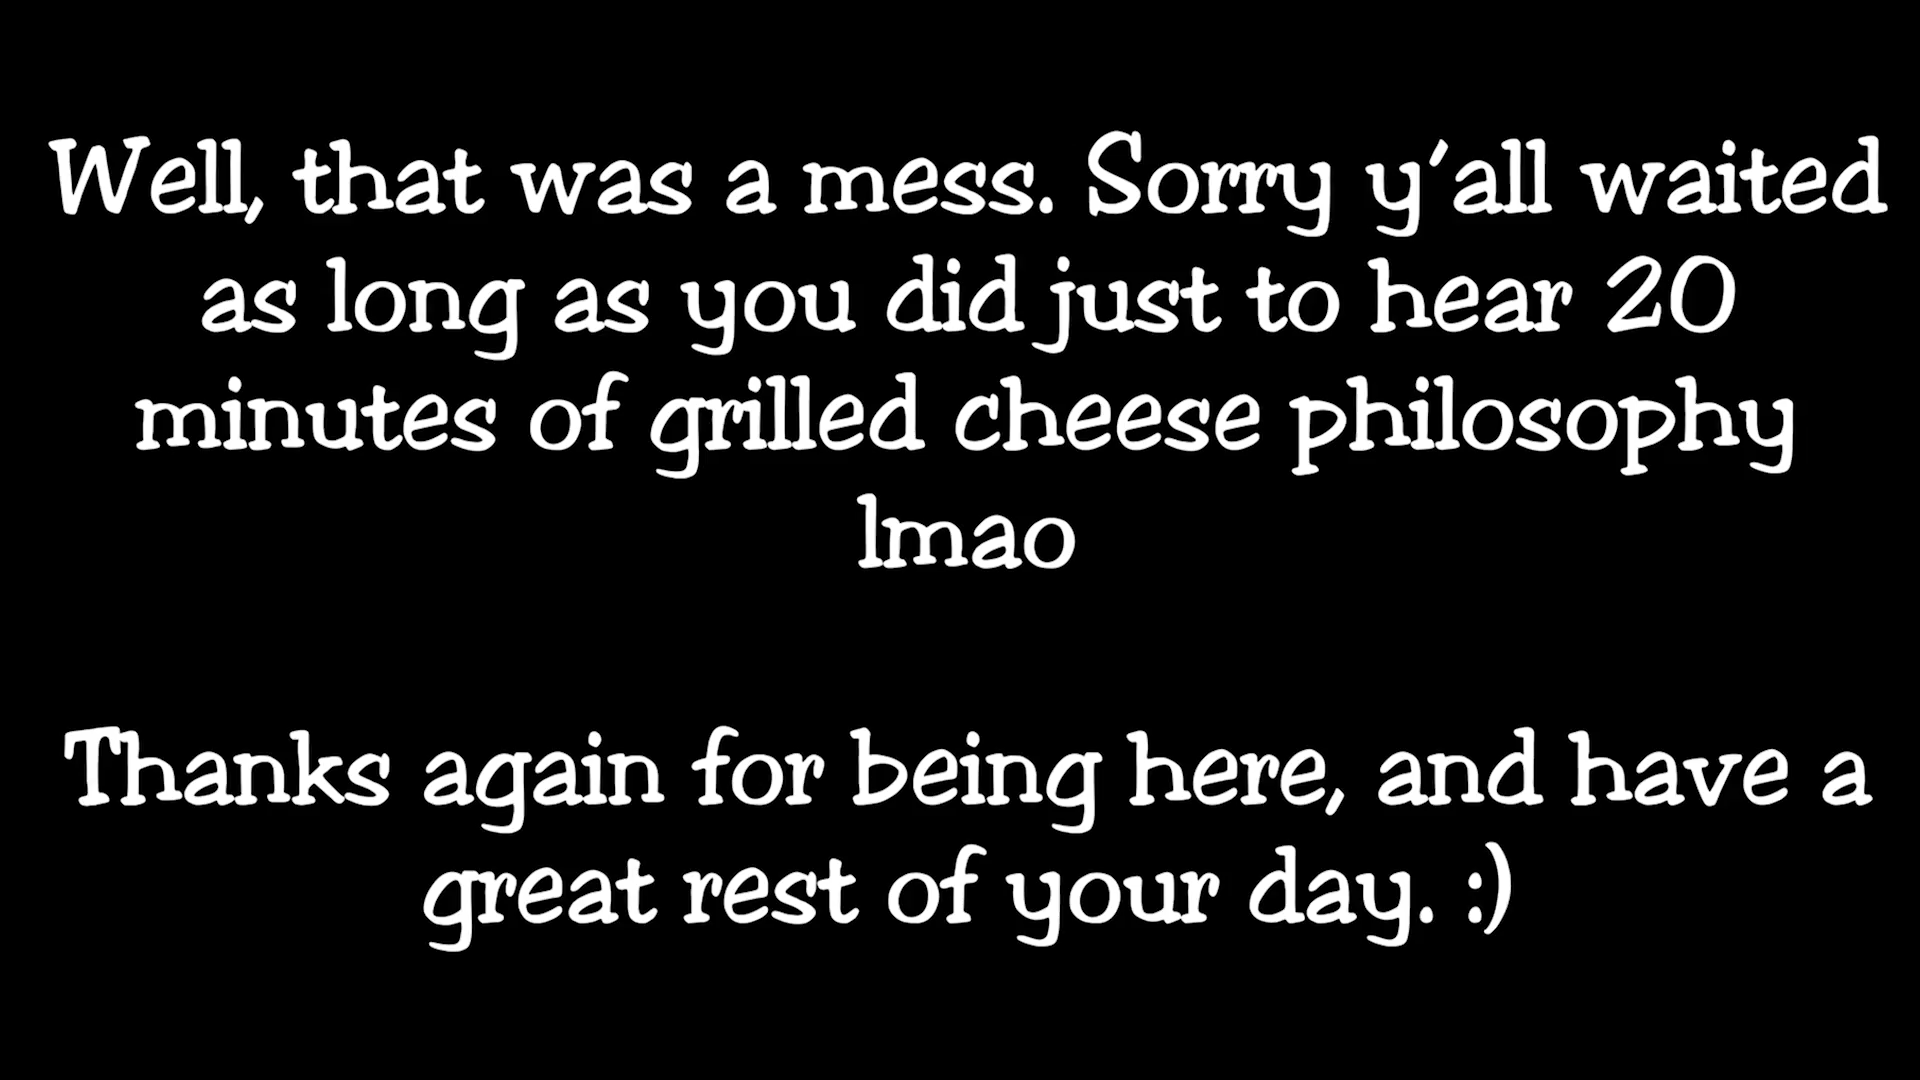 Well, that was a mess. Sorry y'all waited
as long as you did just to hear 20
minutes of grilled cheese philosophy
lmao
Thanks again for being here, and have a
great rest of your day. :)